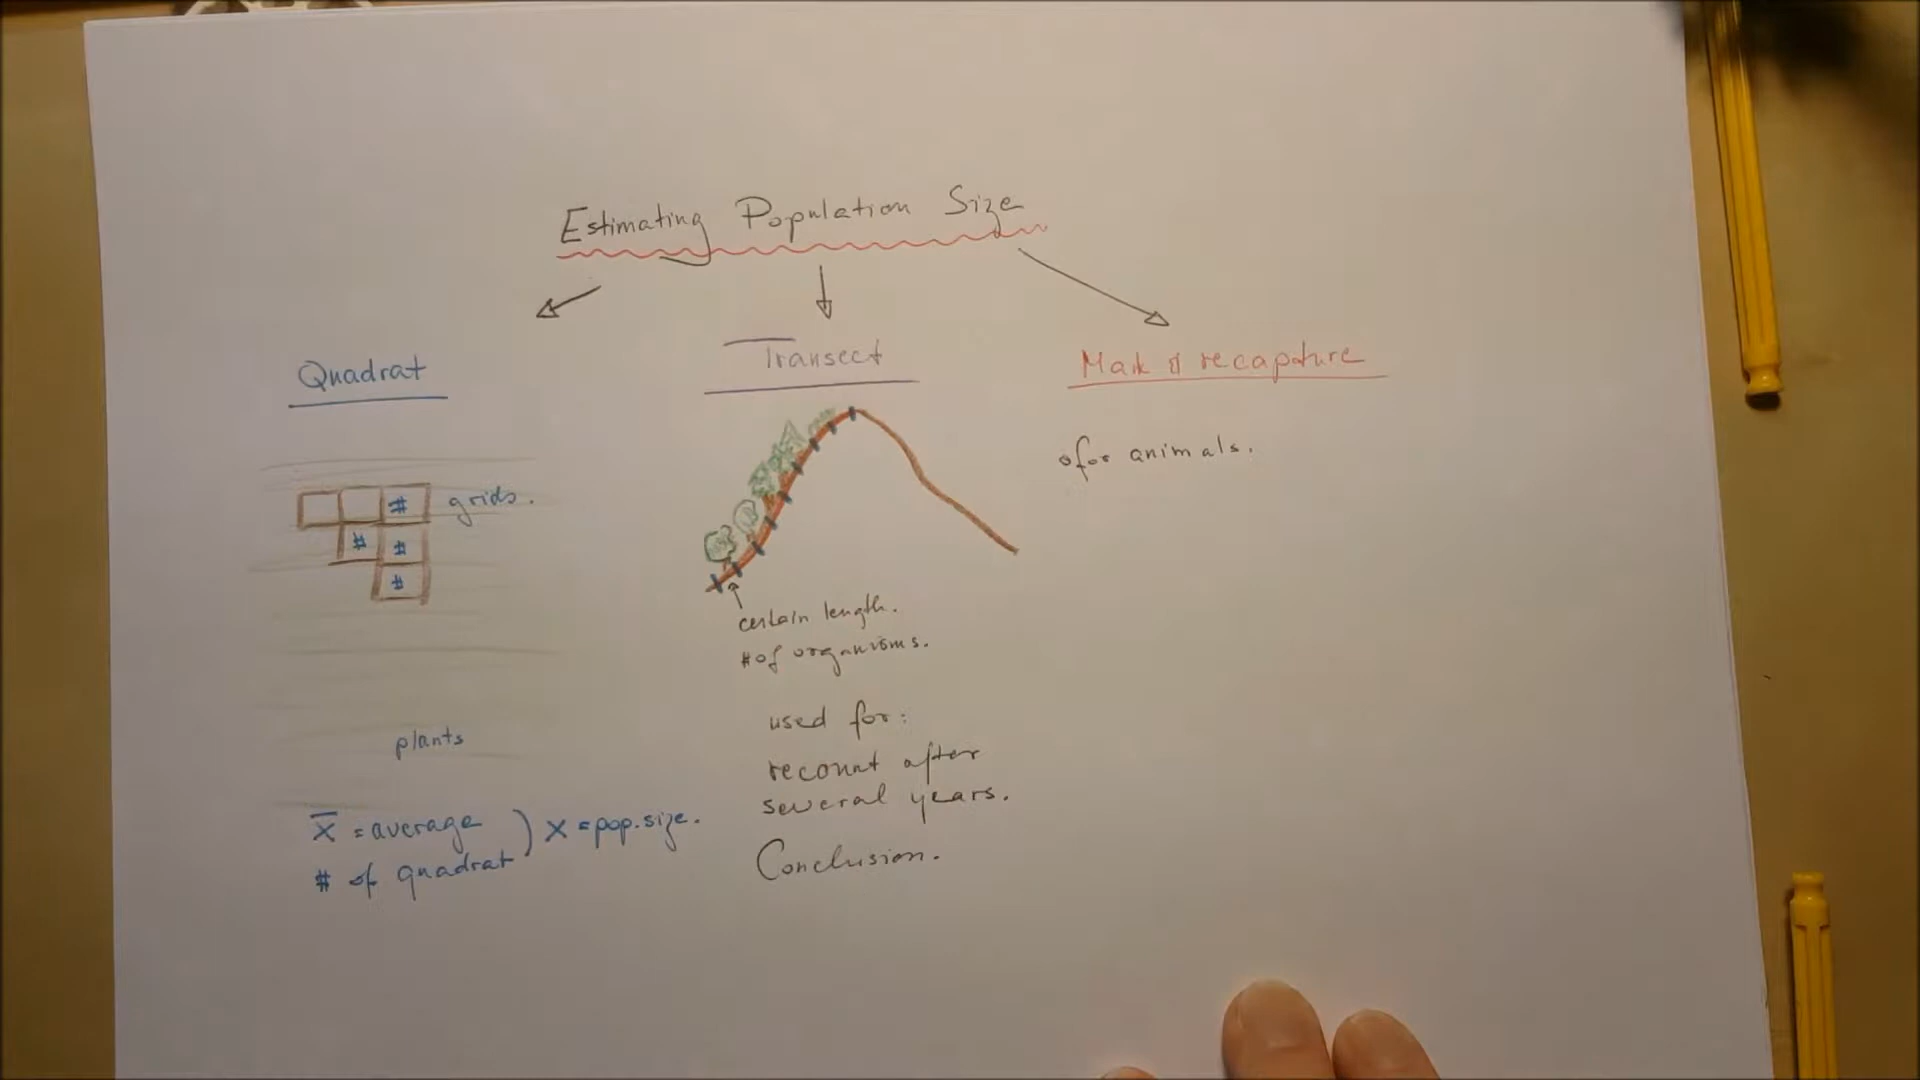 Estimating Population Size
Quadrat
# grids.
# #
#
plants
x̅ = average ) x = pop.size.
# of quadrat
Transect
certain length.
# of organisms.
used for:
recount after
several years.
Conclusion.
Mark & recapature
for animals.